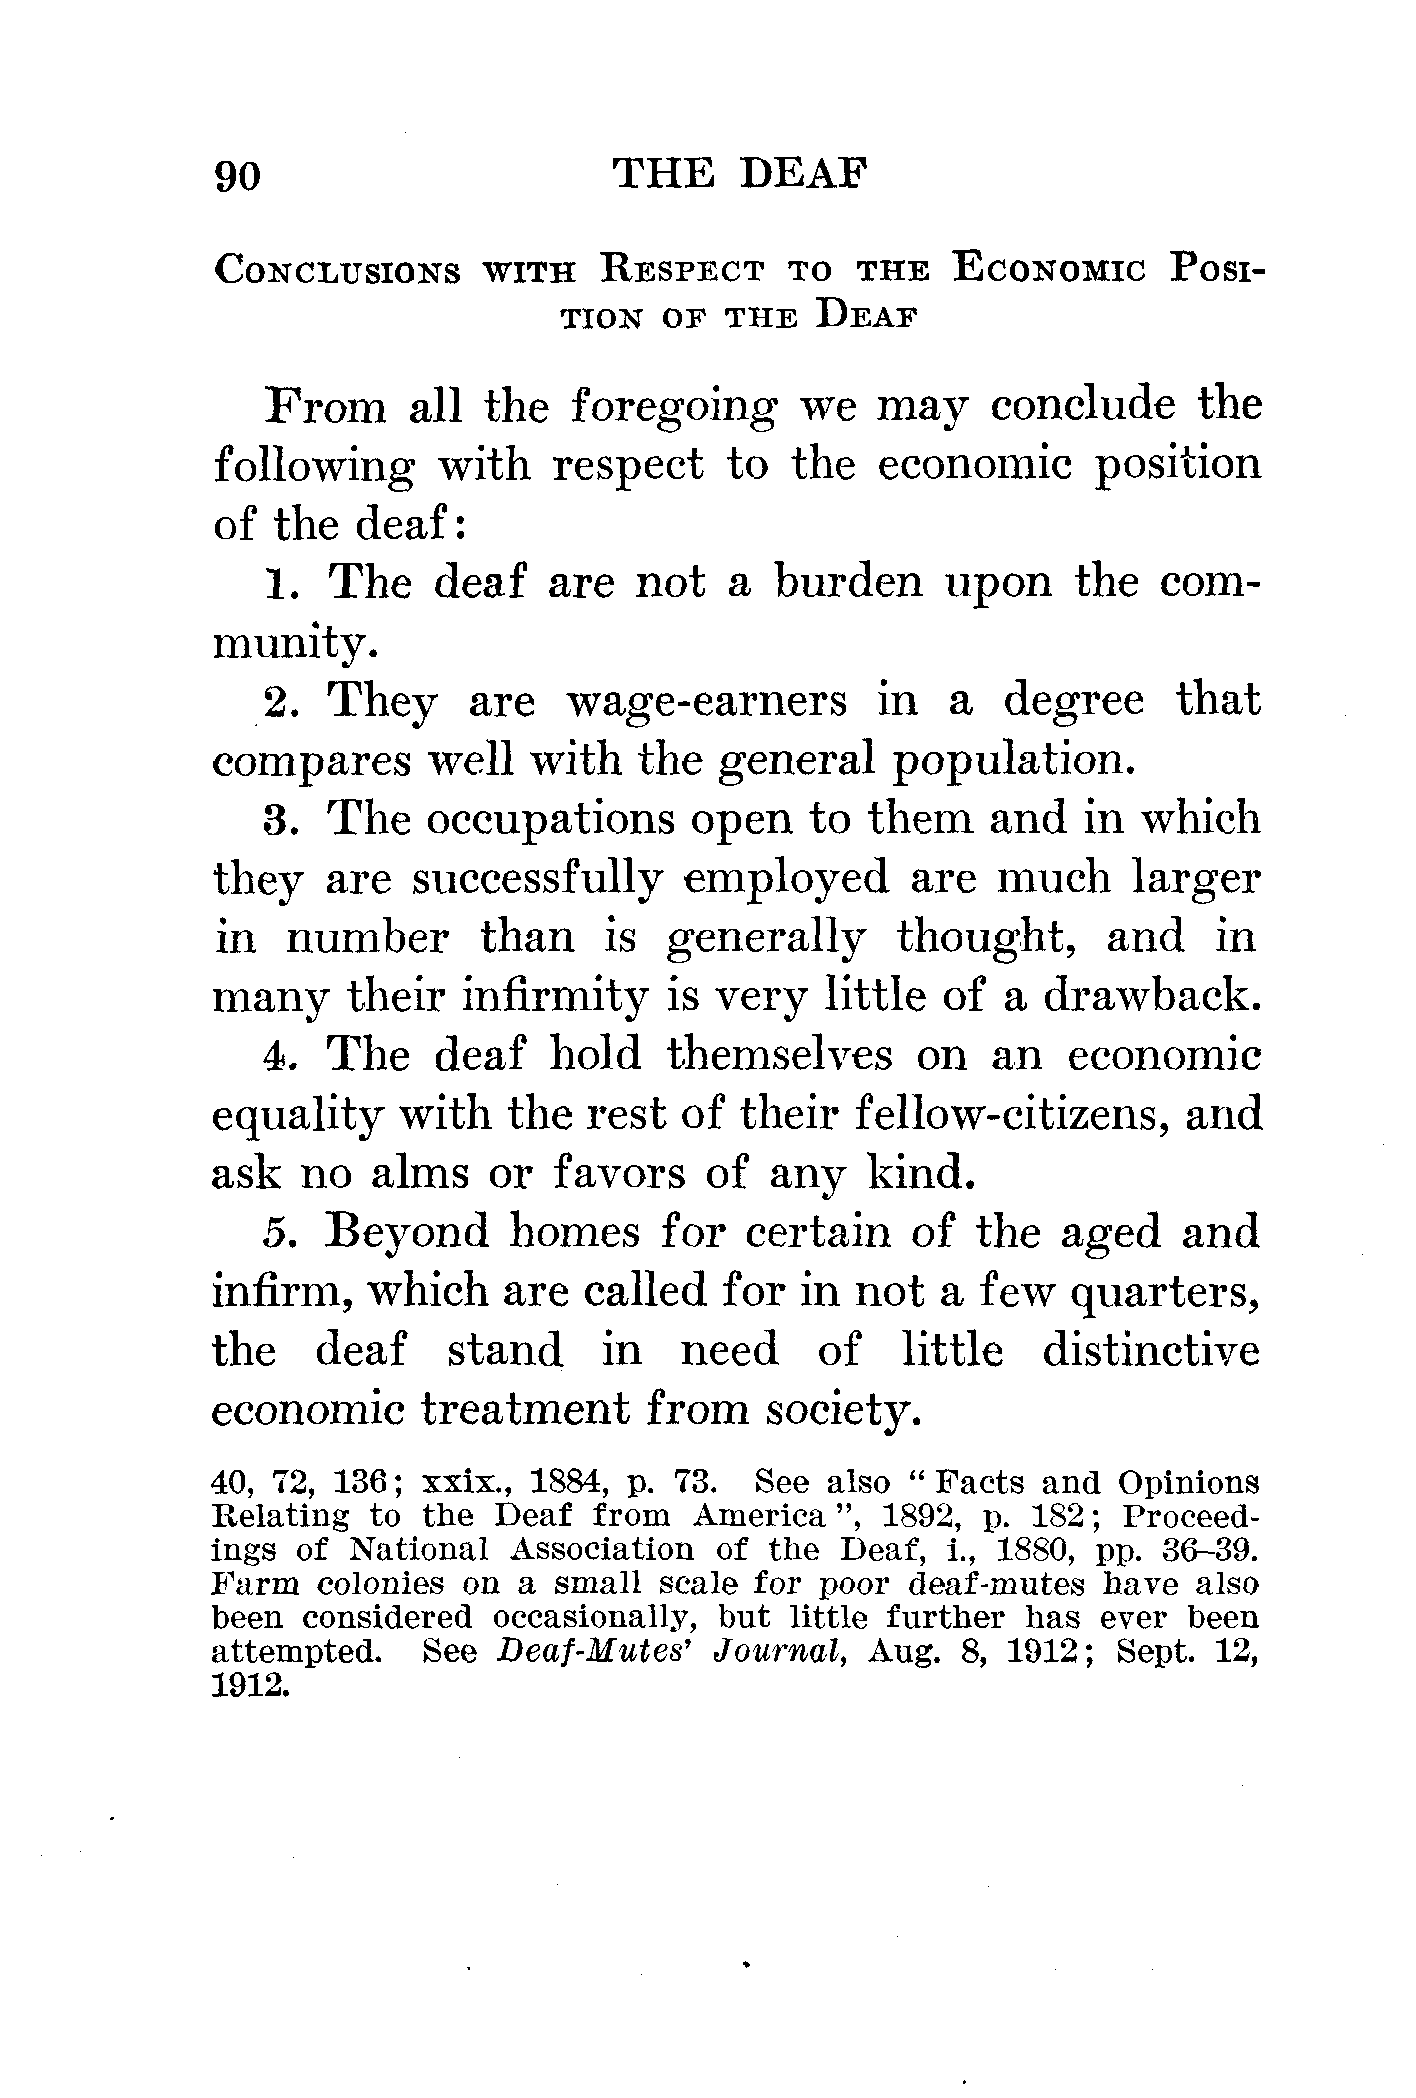 90 THE DEAF
Conclusions with Respect to the Economic Posi-
tion of the Deaf
From all the foregoing we may conclude the
following with respect to the economic position
of the deaf:
1. The deaf are not a burden upon the com-
munity.
2. They are wage-earners in a degree that
compares well with the general population.
3. The occupations open to them and in which
they are successfully employed are much larger
in number than is generally thought, and in
many their infirmity is very little of a drawback.
4. The deaf hold themselves on an economic
equality with the rest of their fellow-citizens, and
ask no alms or favors of any kind.
5. Beyond homes for certain of the aged and
infirm, which are called for in not a few quarters,
the deaf stand in need of little distinctive
economic treatment from society.
40, 72, 136; xxix., 1884, p. 73. See also “Facts and Opinions
Relating to the Deaf from America”, 1892, p. 182; Proceed-
ings of National Association of the Deaf, i., 1880, pp. 36–39.
Farm colonies on a small scale for poor deaf-mutes have also
been considered occasionally, but little further has ever been
attempted. See Deaf-Mutes’ Journal, Aug. 8, 1912; Sept. 12,
1912.